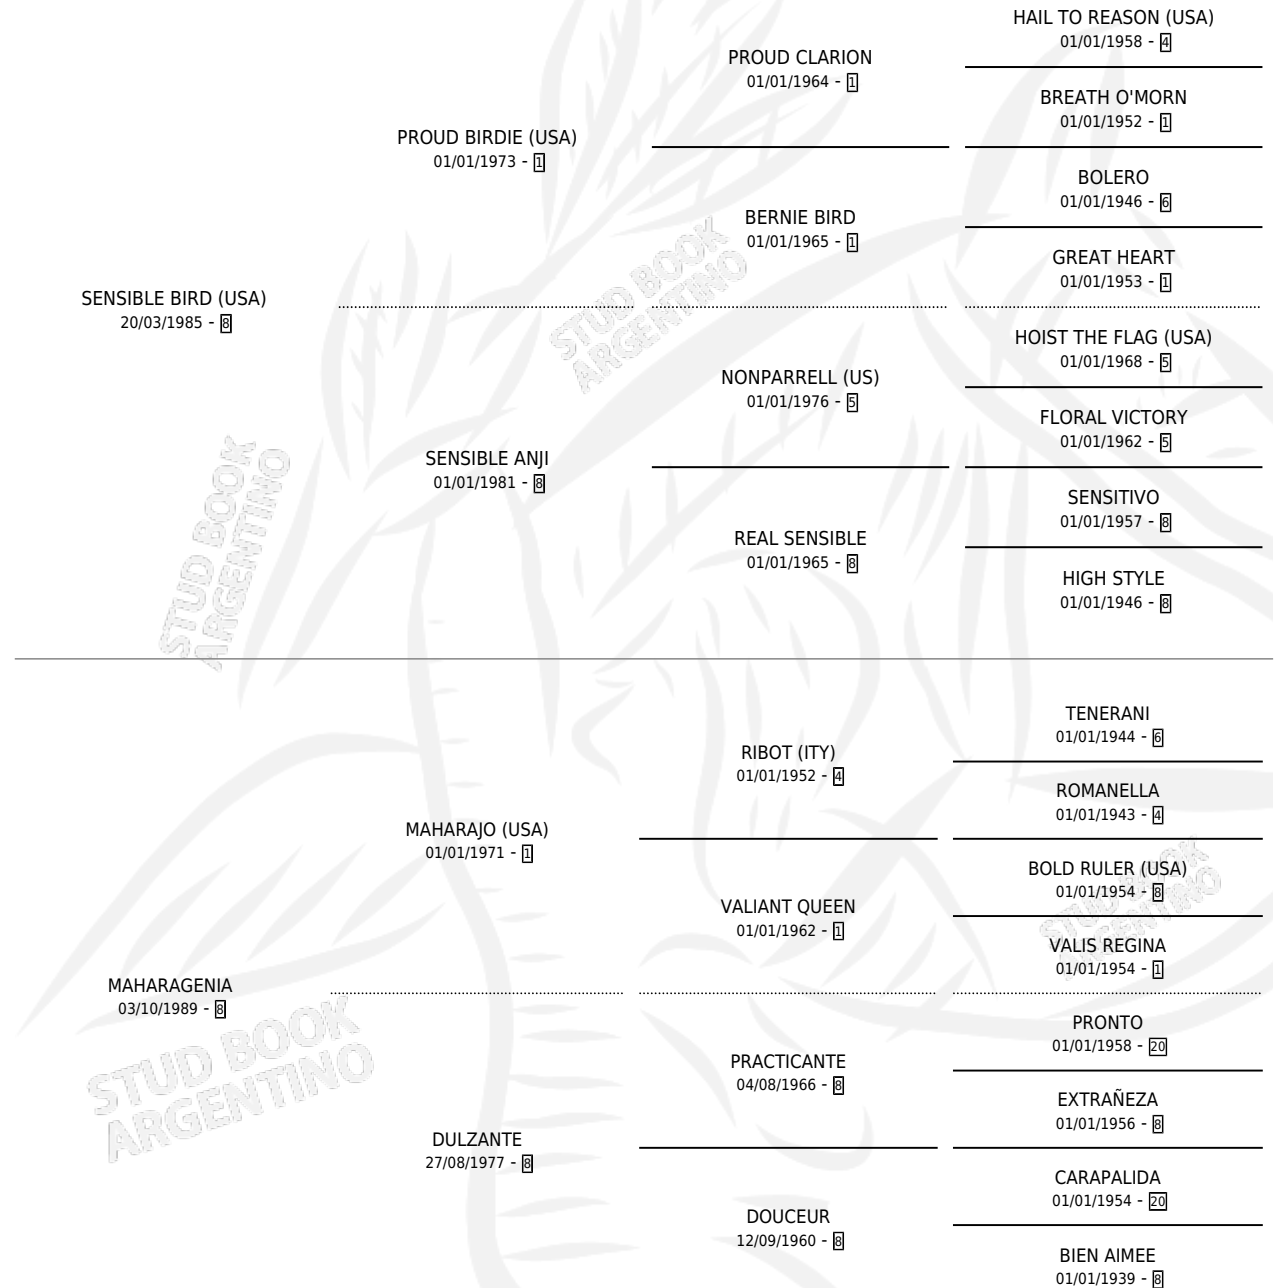 HAIL TO REASON (USA)
01/01/1958 - 4
PROUD CLARION
01/01/1964 - 1
BREATH O'MORN
01/01/1952 - 1
PROUD BIRDIE (USA)
01/01/1973 - 1
BOLERO
01/01/1946 - 6
BERNIE BIRD
01/01/1965 - 1
GREAT HEART
01/01/1953 - 1
SENSIBLE BIRD (USA)
20/03/1985 - 8
HOIST THE FLAG (USA)
01/01/1968 - 5
NONPARRELL (US)
01/01/1976 - 5
FLORAL VICTORY
01/01/1962 - 5
SENSIBLE ANJI
01/01/1981 - 8
SENSITIVO
01/01/1957 - 8
REAL SENSIBLE
01/01/1965 - 8
HIGH STYLE
01/01/1946 - 8
TENERANI
01/01/1944 - 6
RIBOT (ITY)
01/01/1952 - 4
ROMANELLA
01/01/1943 - 4
MAHARAJO (USA)
01/01/1971 - 1
BOLD RULER (USA)
01/01/1954 - 8
VALIANT QUEEN
01/01/1962 - 1
VALIS REGINA
01/01/1954 - 1
MAHARAGENIA
03/10/1989 - 8
PRONTO
01/01/1958 - 20
PRACTICANTE
04/08/1966 - 8
EXTRAÑEZA
01/01/1956 - 8
DULZANTE
27/08/1977 - 8
CARAPALIDA
01/01/1954 - 20
DOUCEUR
12/09/1960 - 8
BIEN AIMEE
01/01/1939 - 8
STUD BOOK
ARGENTINO
STUD BOOK
ARGENTINO
STUD BOOK
ARGENTINO
STUD BOOK
ARGENTINO